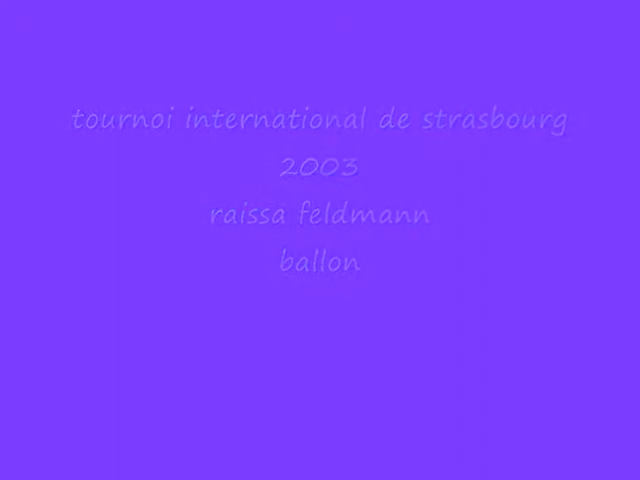 tournoi international de strasbourg
2003
raissa feldmann
ballon